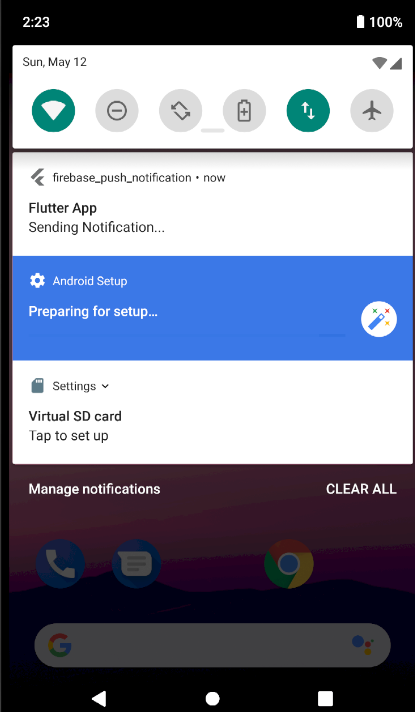 2:23
100%
Sun, May 12
firebase_push_notification • now
Flutter App
Sending Notification...
Android Setup
Preparing for setup…
Settings
Virtual SD card
Tap to set up
Manage notifications
CLEAR ALL